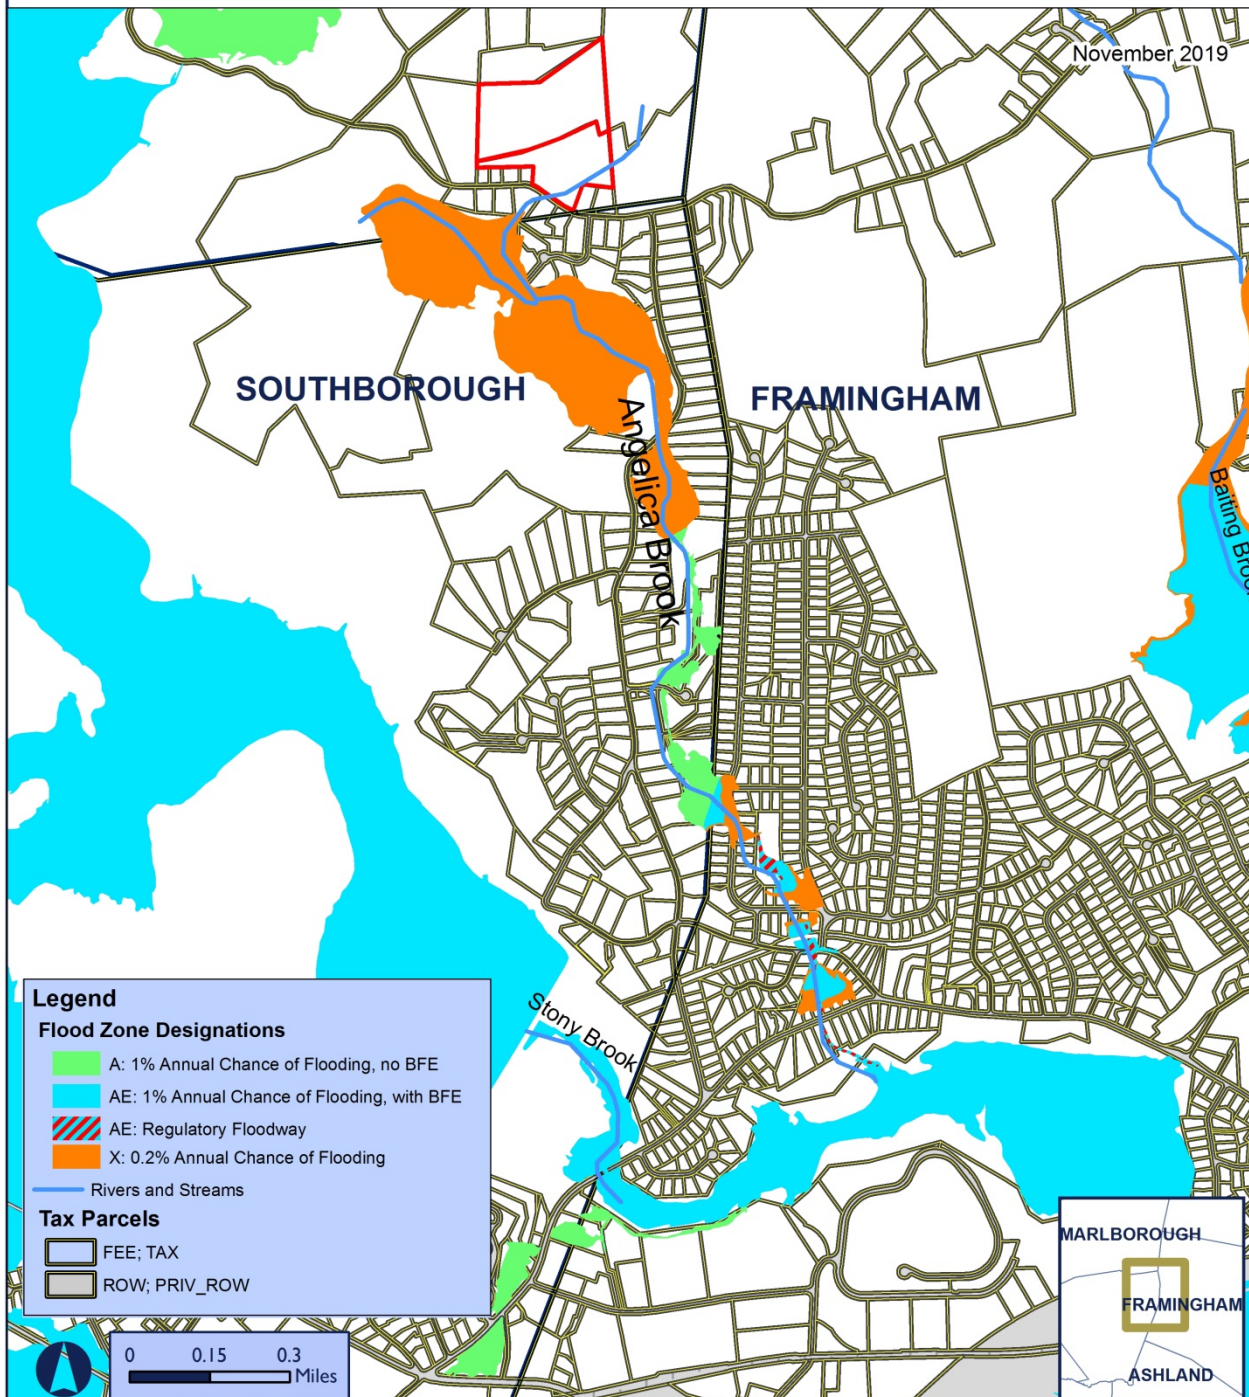 November 2019
SOUTHBOROUGH
FRAMINGHAM
Angelica Brook
Baiting Brook
Stony Brook
Legend
Flood Zone Designations
A: 1% Annual Chance of Flooding, no BFE
AE: 1% Annual Chance of Flooding, with BFE
AE: Regulatory Floodway
X: 0.2% Annual Chance of Flooding
Rivers and Streams
Tax Parcels
FEE; TAX
ROW; PRIV_ROW
0 0.15 0.3
Miles
MARLBOROUGH
FRAMINGHAM
ASHLAND